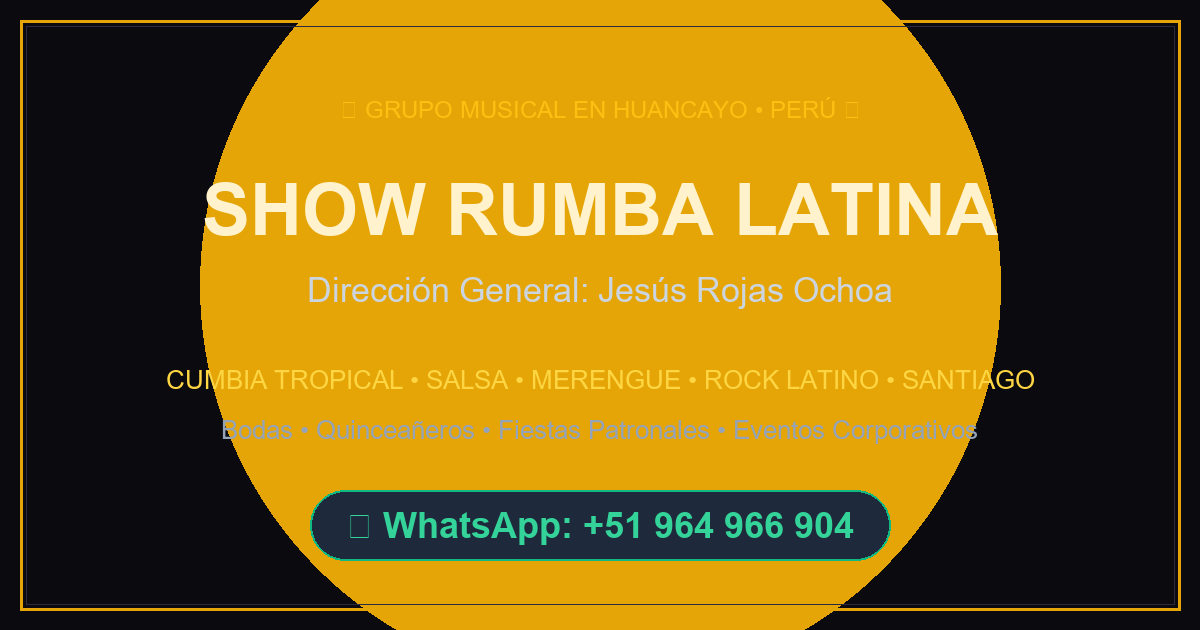 GRUPO MUSICAL EN HUANCAYO • PERÚ
SHOW RUMBA LATINA
Dirección General: Jesús Rojas Ochoa
CUMBIA TROPICAL • SALSA • MERENGUE • ROCK LATINO • SANTIAGO
Bodas • Quinceañeros • Fiestas Patronales • Eventos Corporativos
WhatsApp: +51 964 966 904